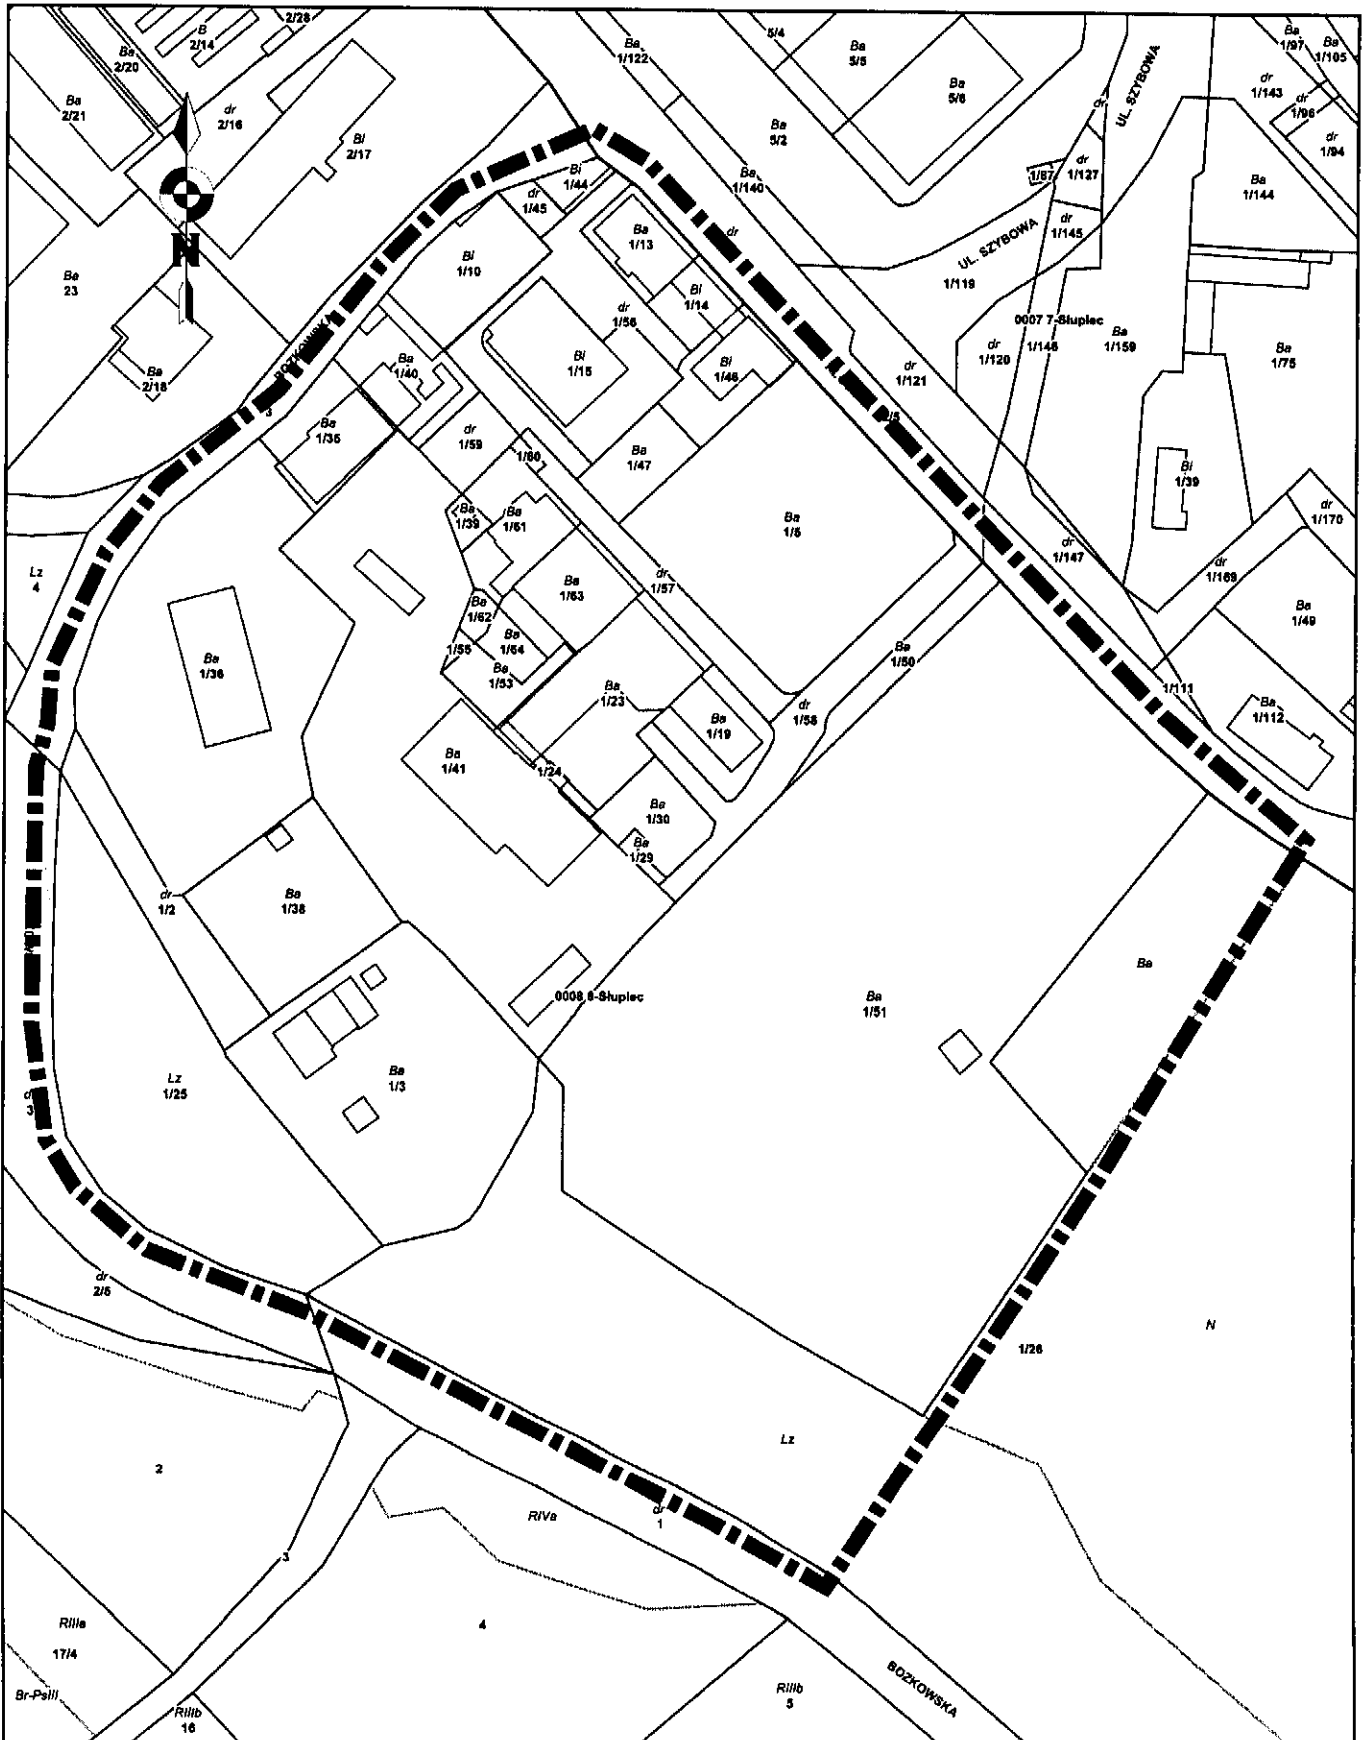 2/28
B
2/14
Ba
2/20
Ba
2/21
dr
2/16
Bi
2/17
Ba
1/122
5/4
Ba
5/5
Ba
5/6
Ba
5/2
UL. SZYBOWA
Ba
1/97
Ba
1/105
dr
1/143
dr
1/96
dr
1/94
dr
dr
1/127
1/87
Ba
1/144
Ba
1/140
dr
dr
1/145
UL. SZYBOWA
1/119
Bi
1/44
dr
1/45
Ba
1/13
Bi
1/10
Bi
1/14
dr
1/56
N
Ba
23
Ba
2/18
BOŻKOWSKA
3
Ba
1/40
Bi
1/15
Bi
1/46
0007 7-Słupiec
1/146
Ba
1/159
dr
1/120
dr
1/121
Ba
1/75
Ba
1/35
dr
1/59
1/60
Ba
1/47
Bi
1/39
dr
1/170
Ba
1/39
Ba
1/61
Ba
1/5
dr
1/147
dr
1/169
Lz
4
Ba
1/63
dr
1/57
Ba
1/49
Ba
1/62
Ba
1/54
1/55
Ba
1/53
Ba
1/50
Ba
1/36
Ba
1/23
dr
1/58
Ba
1/19
1/111
Ba
1/112
Ba
1/41
1/24
Ba
1/30
Ba
1/29
dr
1/2
Ba
1/38
Ba
0008 8-Słupiec
Ba
1/51
Lz
1/25
Ba
1/3
3
dr
2/5
N
1/26
Lz
2
RIVa
dr
1
3
4
RIIIa
17/4
Br-PsIII
RIIIb
16
RIIIb
5
BOŻKOWSKA